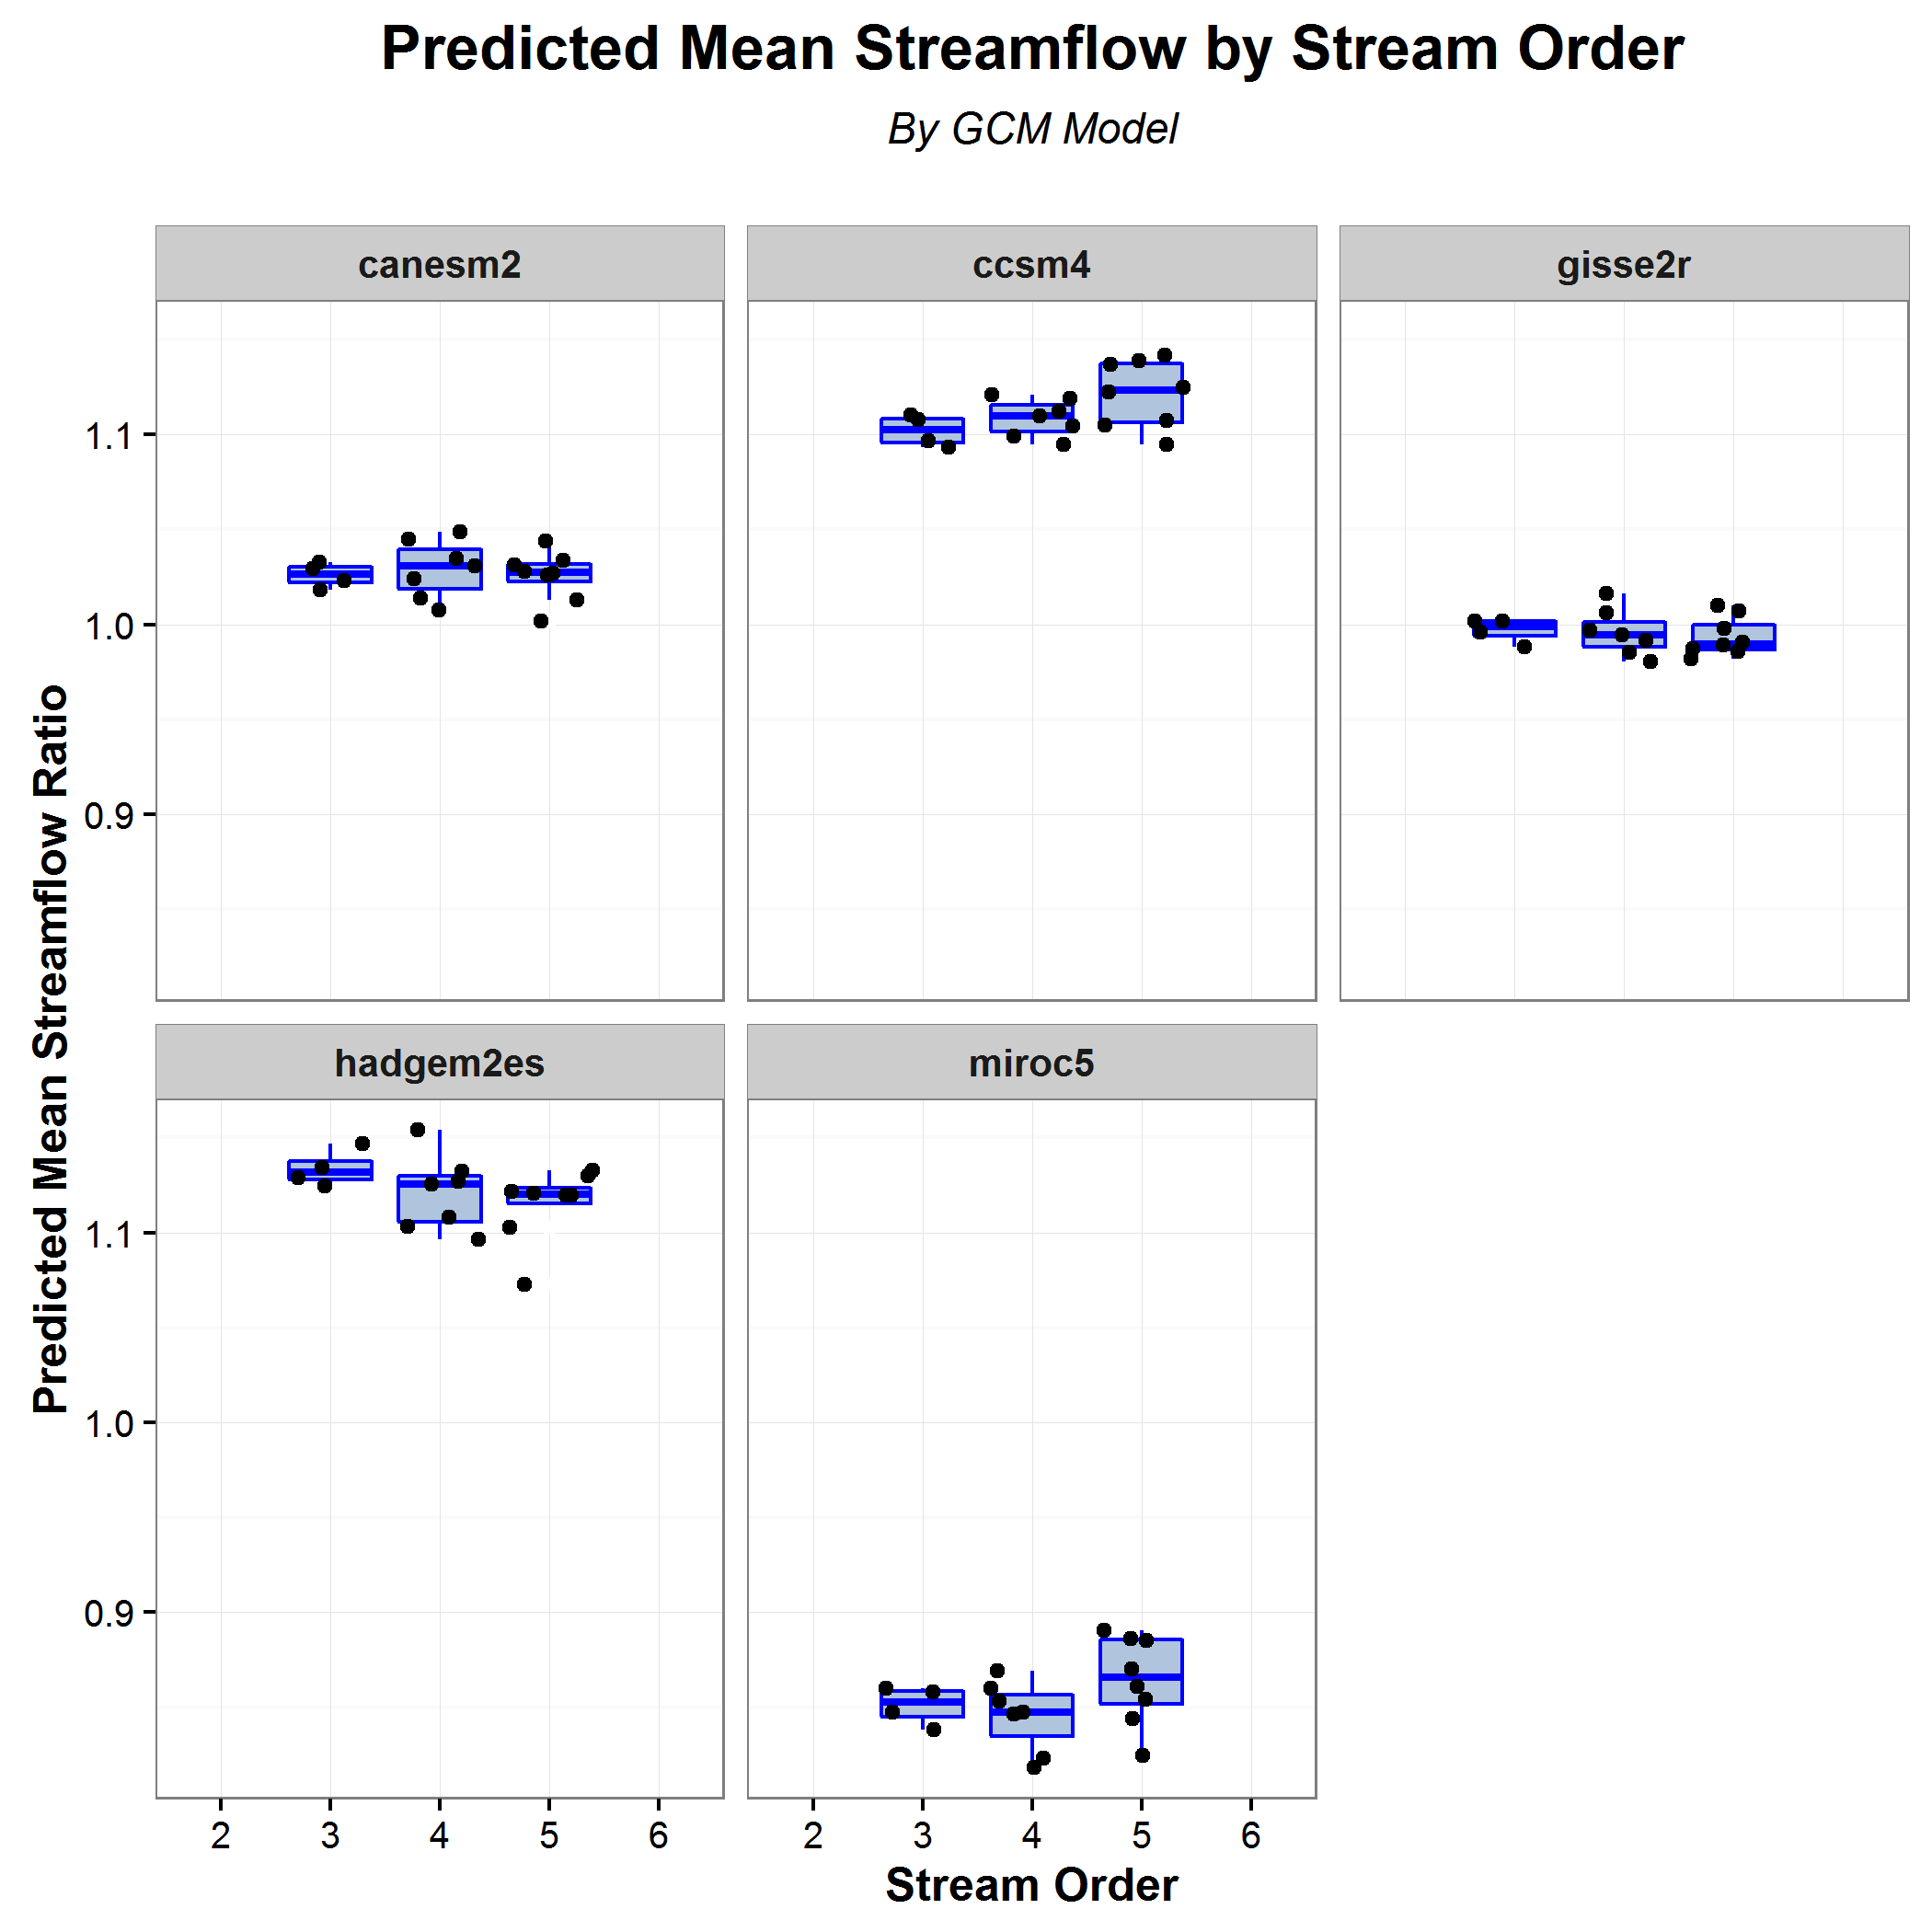 Predicted Mean Streamflow by Stream Order
By GCM Model
canesm2
ccsm4
gisse2r
1.1
1.0
0.9
Predicted Mean Streamflow Ratio
hadgem2es
miroc5
1.1
1.0
0.9
2 3 4 5 6
2 3 4 5 6
Stream Order